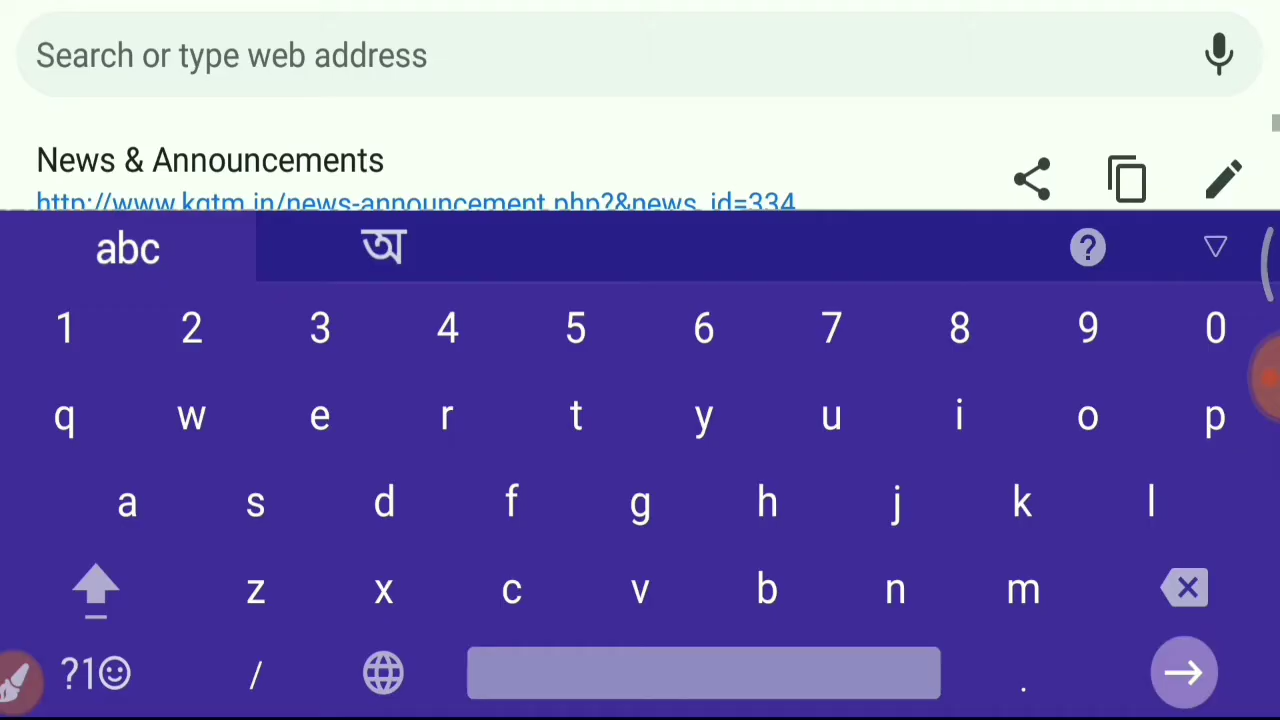 Search or type web address
News & Announcements
http://www.kgtm.in/news-announcement.php?&news_id=334
abc অ
1 2 3 4 5 6 7 8 9 0
q w e r t y u i o p
a s d f g h j k l
z x c v b n m
?1☺ / .